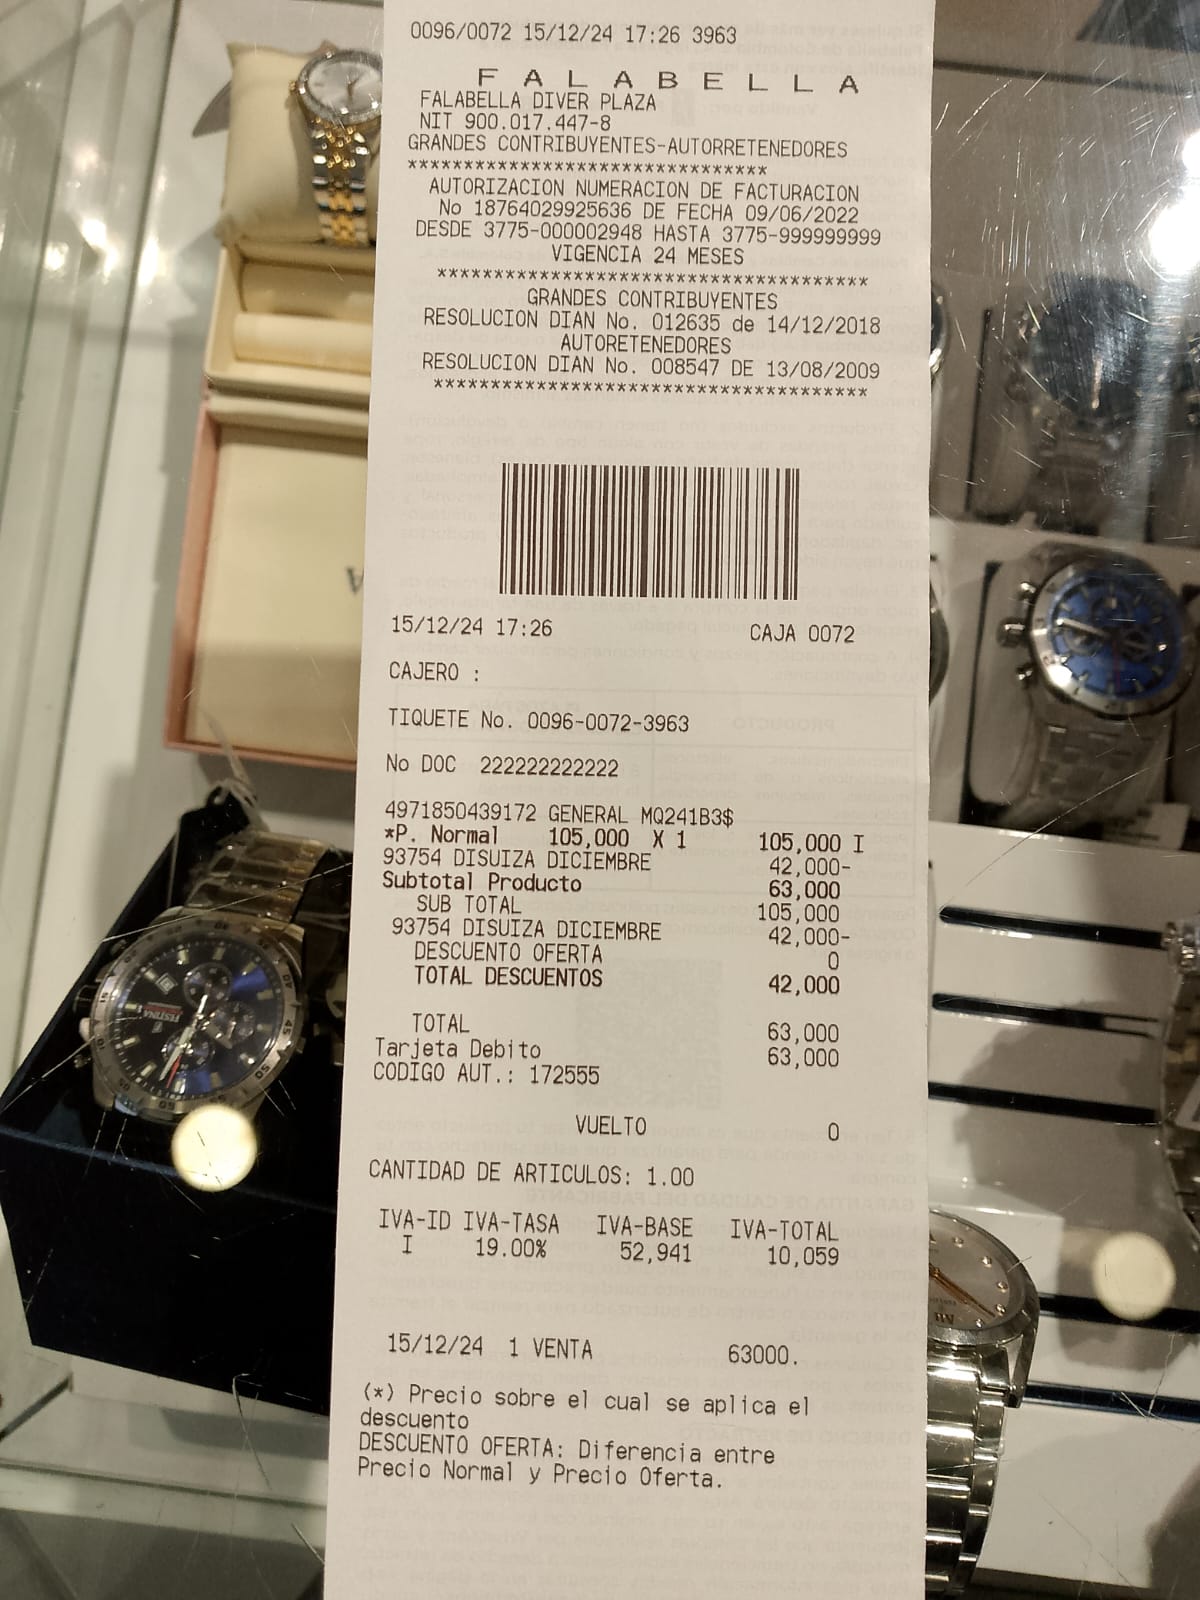 0096/0072 15/12/24 17:26 3963
F A L A B E L L A
FALABELLA DIVER PLAZA
NIT 900.017.447-8
GRANDES CONTRIBUYENTES-AUTORRETENEDORES
********************************
AUTORIZACION NUMERACION DE FACTURACION
No 18764029925636 DE FECHA 09/06/2022
DESDE 3775-000002948 HASTA 3775-999999999
VIGENCIA 24 MESES
**************************************
GRANDES CONTRIBUYENTES
RESOLUCION DIAN No. 012635 de 14/12/2018
AUTORETENEDORES
RESOLUCION DIAN No. 008547 DE 13/08/2009
**************************************
15/12/24 17:26 CAJA 0072
CAJERO :
TIQUETE No. 0096-0072-3963
No DOC 222222222222
4971850439172 GENERAL MQ241B3$
*P. Normal 105,000 X 1 105,000 I
93754 DISUIZA DICIEMBRE 42,000-
Subtotal Producto 63,000
SUB TOTAL 105,000
93754 DISUIZA DICIEMBRE 42,000-
DESCUENTO OFERTA 0
TOTAL DESCUENTOS 42,000
TOTAL 63,000
Tarjeta Debito 63,000
CODIGO AUT.: 172555
VUELTO 0
CANTIDAD DE ARTICULOS: 1.00
IVA-ID IVA-TASA IVA-BASE IVA-TOTAL
I 19.00% 52,941 10,059
15/12/24 1 VENTA 63000.
(*) Precio sobre el cual se aplica el
descuento
DESCUENTO OFERTA: Diferencia entre
Precio Normal y Precio Oferta.
FESTINA